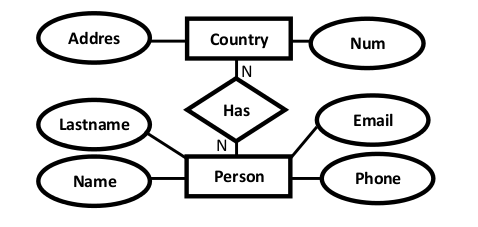 Addres
Country
Num
N
Has
Lastname
Email
N
Name
Person
Phone